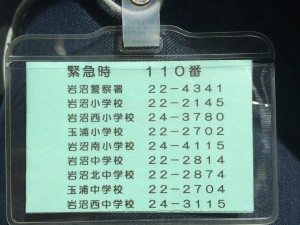 緊急時　110番
岩沼警察署　22-4341
岩沼小学校　22-2145
岩沼西小学校　24-3780
玉浦小学校　22-2702
岩沼南小学校　24-4115
岩沼中学校　22-2814
岩沼北中学校　22-2874
玉浦中学校　22-2704
岩沼西中学校　24-3115